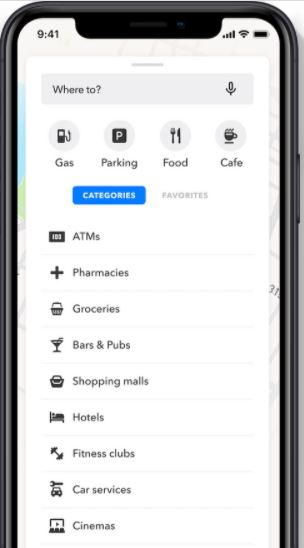 9:41
Where to?
P
Gas Parking Food Cafe
CATEGORIES FAVORITES
ATMs
Pharmacies
Groceries
Bars & Pubs
Shopping malls
Hotels
Fitness clubs
Car services
Cinemas